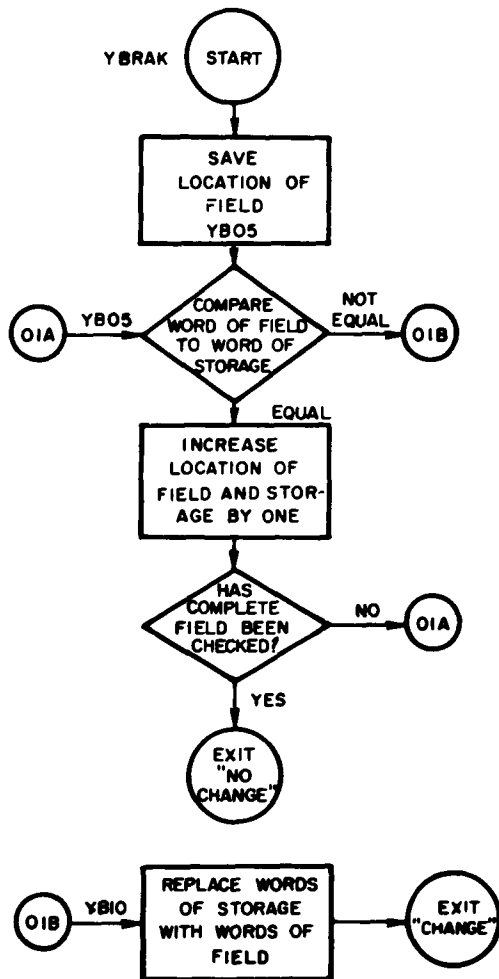 YBRAK
START
SAVE
LOCATION OF
FIELD
YB05
COMPARE
WORD OF FIELD
TO WORD OF
STORAGE
01A
YB05
NOT
EQUAL
01B
EQUAL
INCREASE
LOCATION OF
FIELD AND STOR-
AGE BY ONE
HAS
COMPLETE
FIELD BEEN
CHECKED?
NO
01A
YES
EXIT
"NO
CHANGE"
01B
YB10
REPLACE WORDS
OF STORAGE
WITH WORDS OF
FIELD
EXIT
"CHANGE"